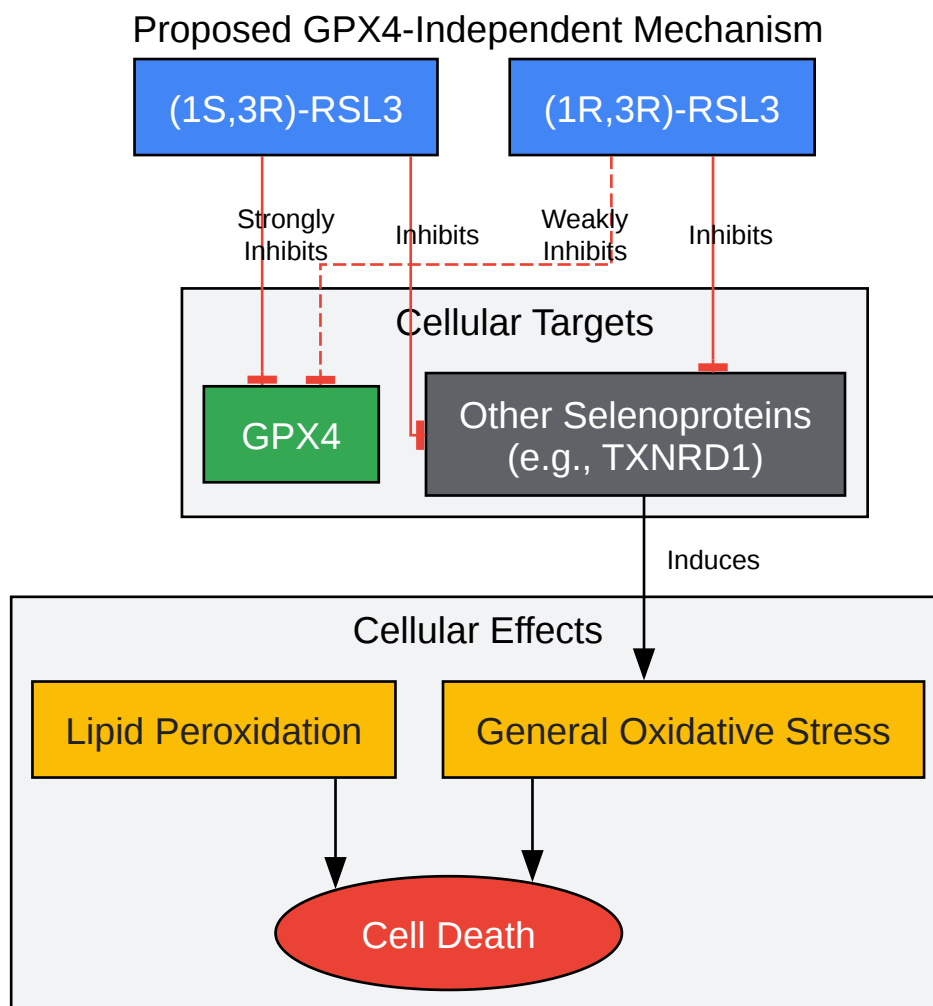 Proposed GPX4-Independent Mechanism
(1S,3R)-RSL3
(1R,3R)-RSL3
Strongly
Inhibits
Inhibits
Weakly
Inhibits
Inhibits
Cellular Targets
GPX4
Other Selenoproteins
(e.g., TXNRD1)
Induces
Cellular Effects
Lipid Peroxidation
General Oxidative Stress
Cell Death